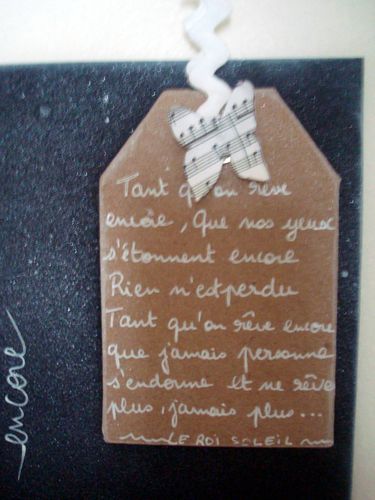 Tant qu'on rêve
encore, Que nos yeux
s'étonnent encore
Rien n'est perdu
Tant qu'on rêve encore
que jamais personne
s'endorme et ne rêve
plus, jamais plus...
LE ROI SOLEIL
encore